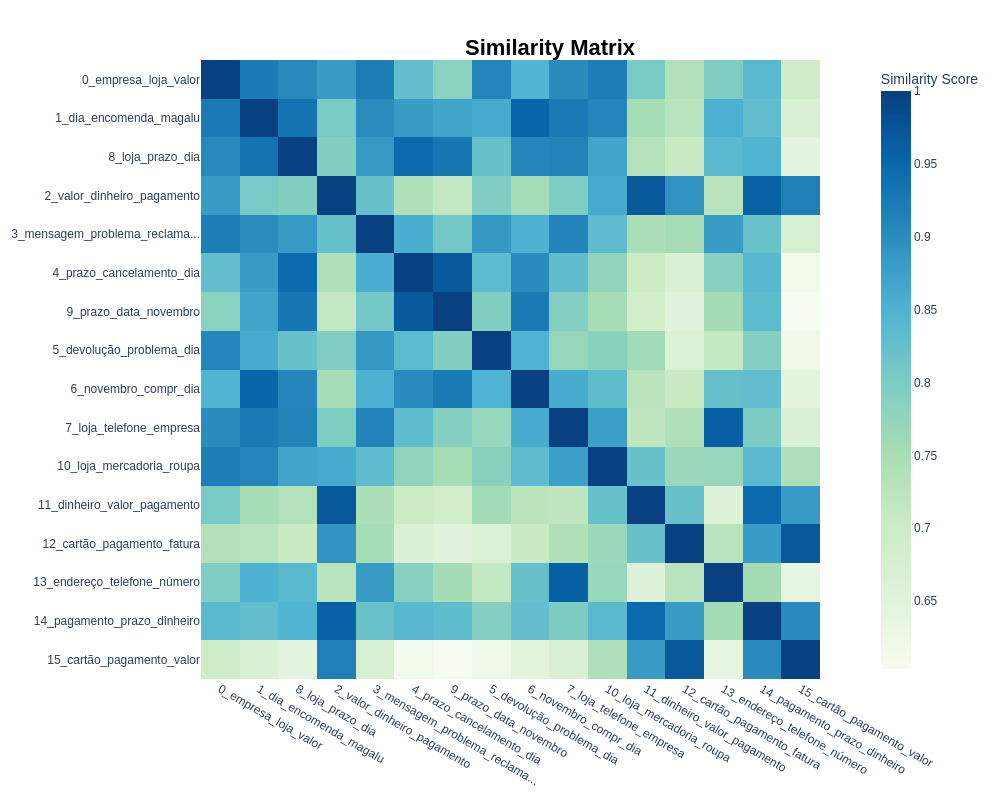 Similarity Matrix
Similarity Score
0_empresa_loja_valor
1_dia_encomenda_magalu
8_loja_prazo_dia
2_valor_dinheiro_pagamento
3_mensagem_problema_reclama...
4_prazo_cancelamento_dia
9_prazo_data_novembro
5_devolução_problema_dia
6_novembro_compr_dia
7_loja_telefone_empresa
10_loja_mercadoria_roupa
11_dinheiro_valor_pagamento
12_cartão_pagamento_fatura
13_endereço_telefone_número
14_pagamento_prazo_dinheiro
15_cartão_pagamento_valor
1
0.95
0.9
0.85
0.8
0.75
0.7
0.65
0_empresa_loja_valor
1_dia_encomenda_magalu
8_loja_prazo_dia
2_valor_dinheiro_pagamento
3_mensagem_problema_reclama...
4_prazo_cancelamento_dia
9_prazo_data_novembro
5_devolução_problema_dia
6_novembro_compr_dia
7_loja_telefone_empresa
10_loja_mercadoria_roupa
11_dinheiro_valor_pagamento
12_cartão_pagamento_fatura
13_endereço_telefone_número
14_pagamento_prazo_dinheiro
15_cartão_pagamento_valor